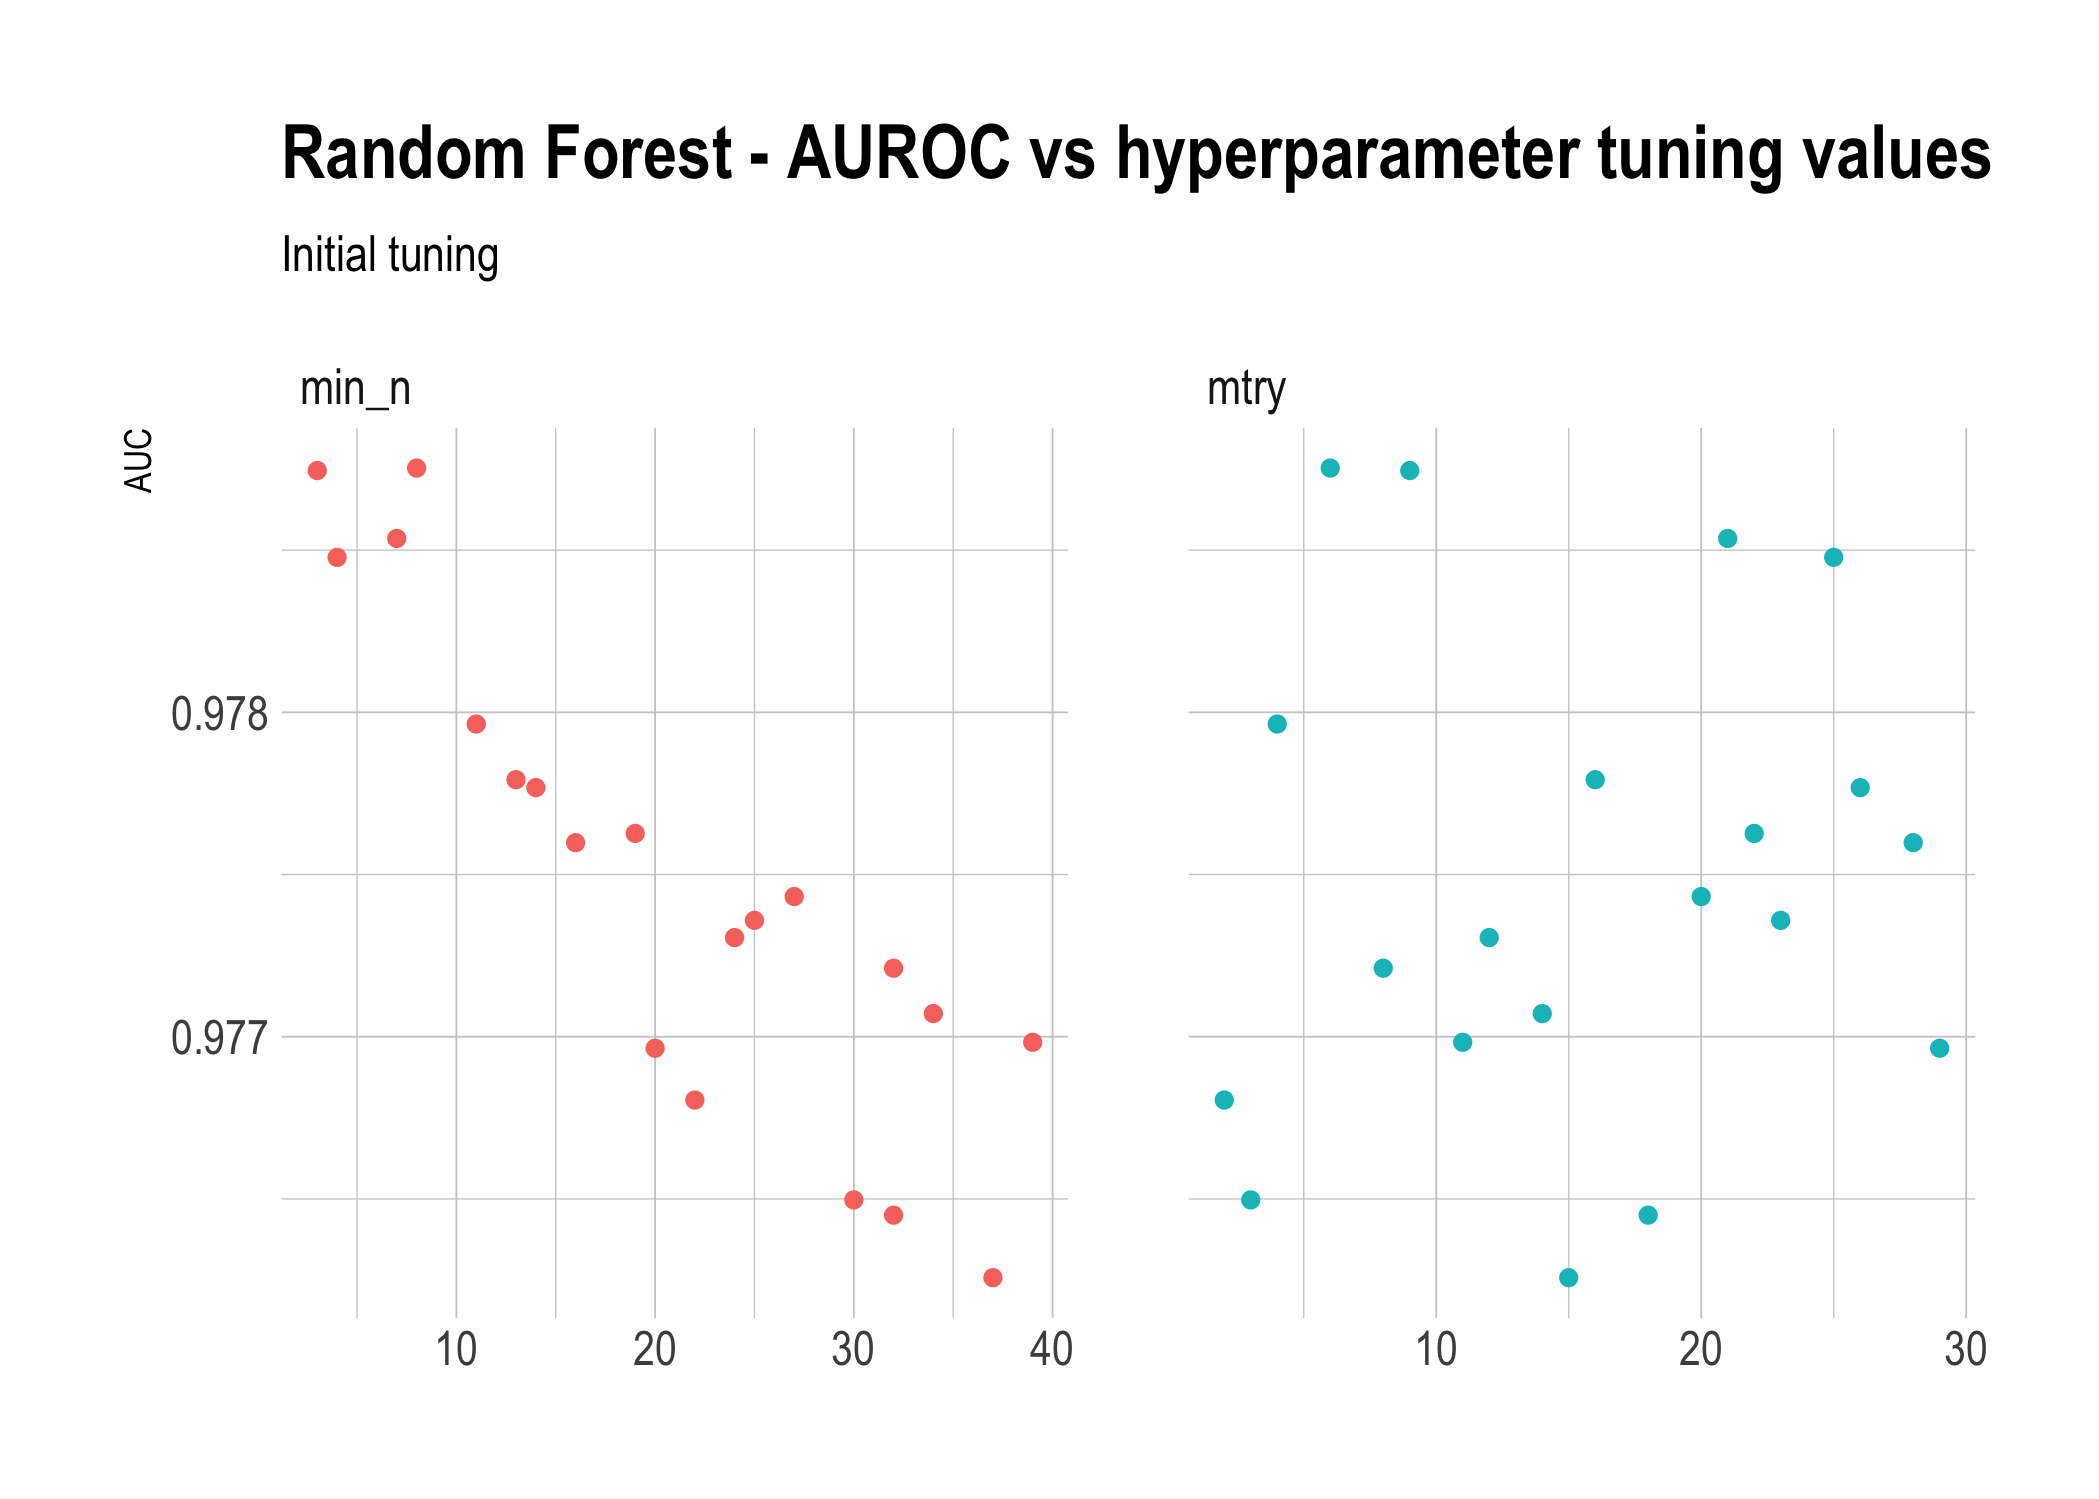 Random Forest - AUROC vs hyperparameter tuning values
Initial tuning
min_n
mtry
AUC
0.978
0.977
10 20 30 40
10 20 30